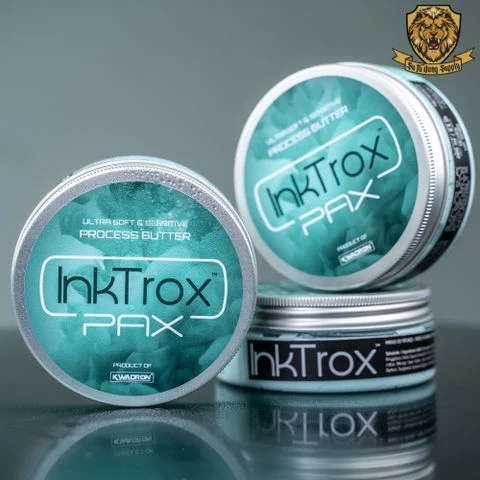 ULTRA SOFT & SENSITIVE
PROCESS BUTTER
InkTrox™
PAX
PRODUCT OF
KWADRON
ULTRA SOFT & SENSITIVE
PROCESS BUTTER
InkTrox™
PAX
PRODUCT OF
KWADRON
InkTrox™
Supply